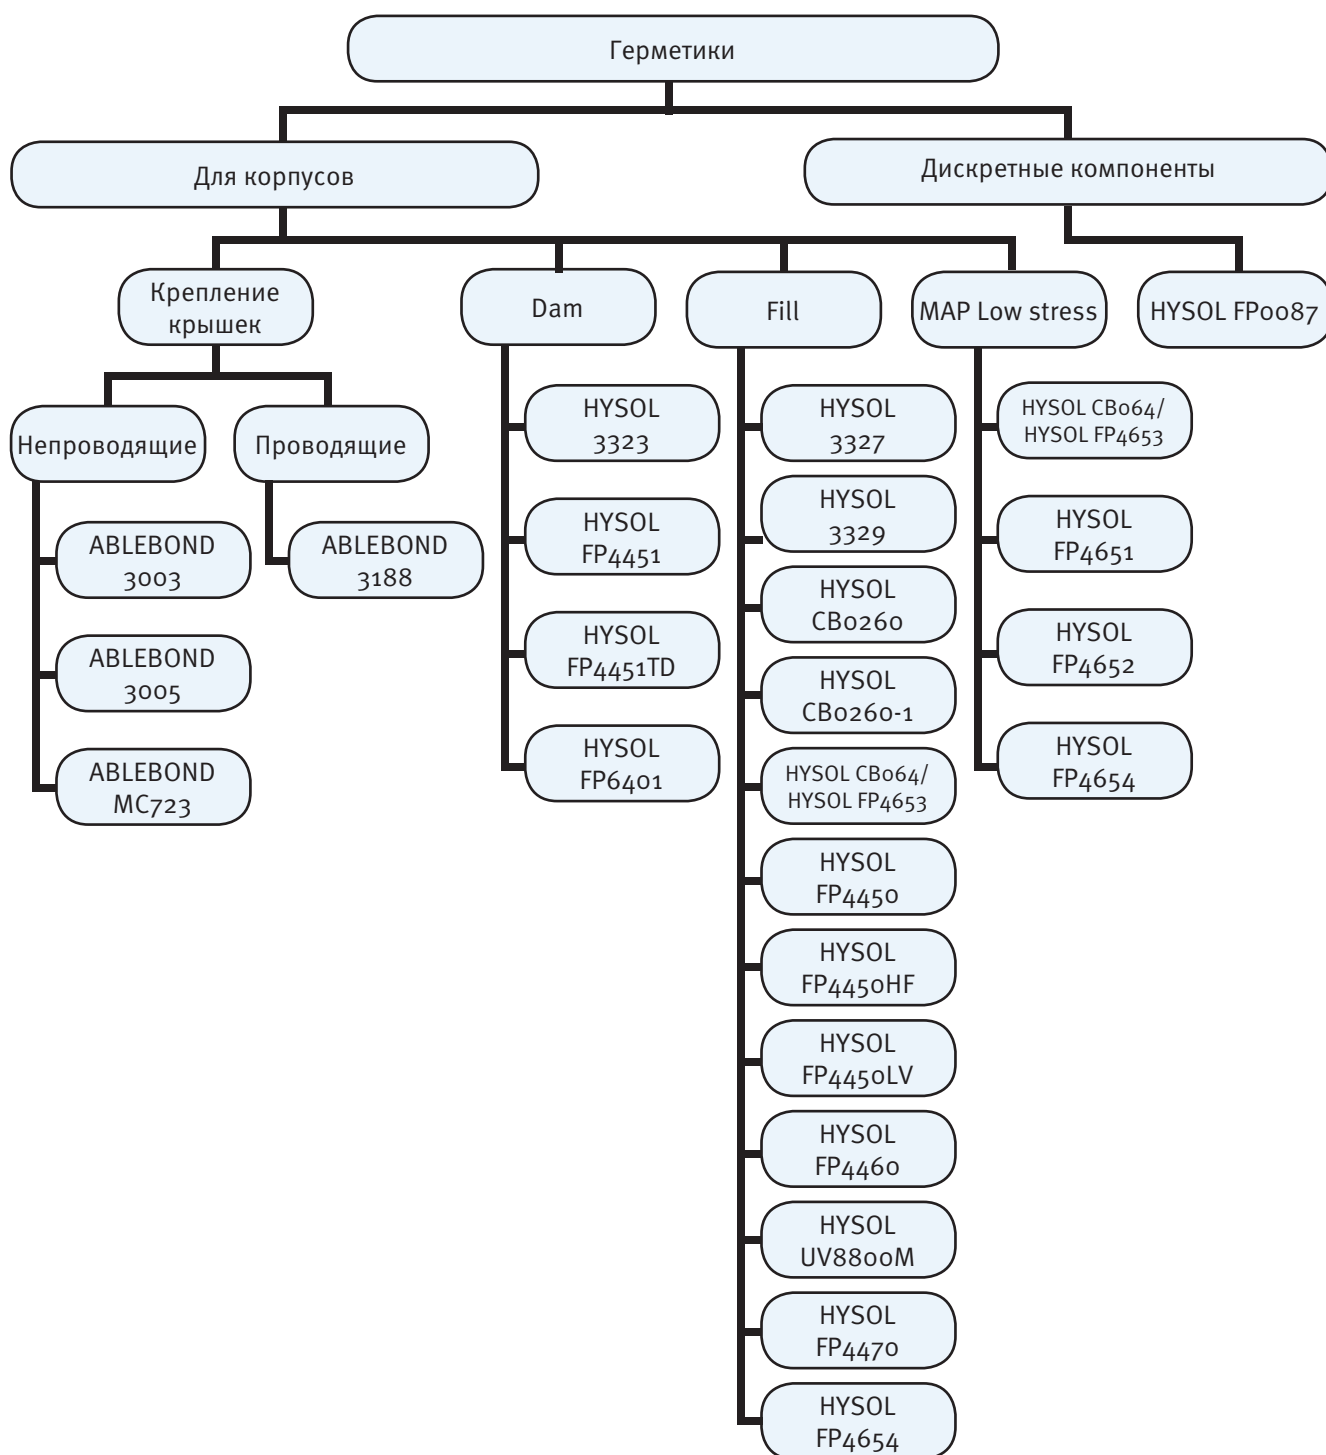 Герметики
Для корпусов
Дискретные компоненты
Крепление
крышек
Dam
Fill
MAP Low stress
HYSOL FP0087
Непроводящие
Проводящие
ABLEBOND
3003
ABLEBOND
3005
ABLEBOND
MC723
ABLEBOND
3188
HYSOL
3323
HYSOL
FP4451
HYSOL
FP4451TD
HYSOL
FP6401
HYSOL
3327
HYSOL
3329
HYSOL
CB0260
HYSOL
CB0260-1
HYSOL CB064/
HYSOL FP4653
HYSOL
FP4450
HYSOL
FP4450HF
HYSOL
FP4450LV
HYSOL
FP4460
HYSOL
UV8800M
HYSOL
FP4470
HYSOL
FP4654
HYSOL CB064/
HYSOL FP4653
HYSOL
FP4651
HYSOL
FP4652
HYSOL
FP4654